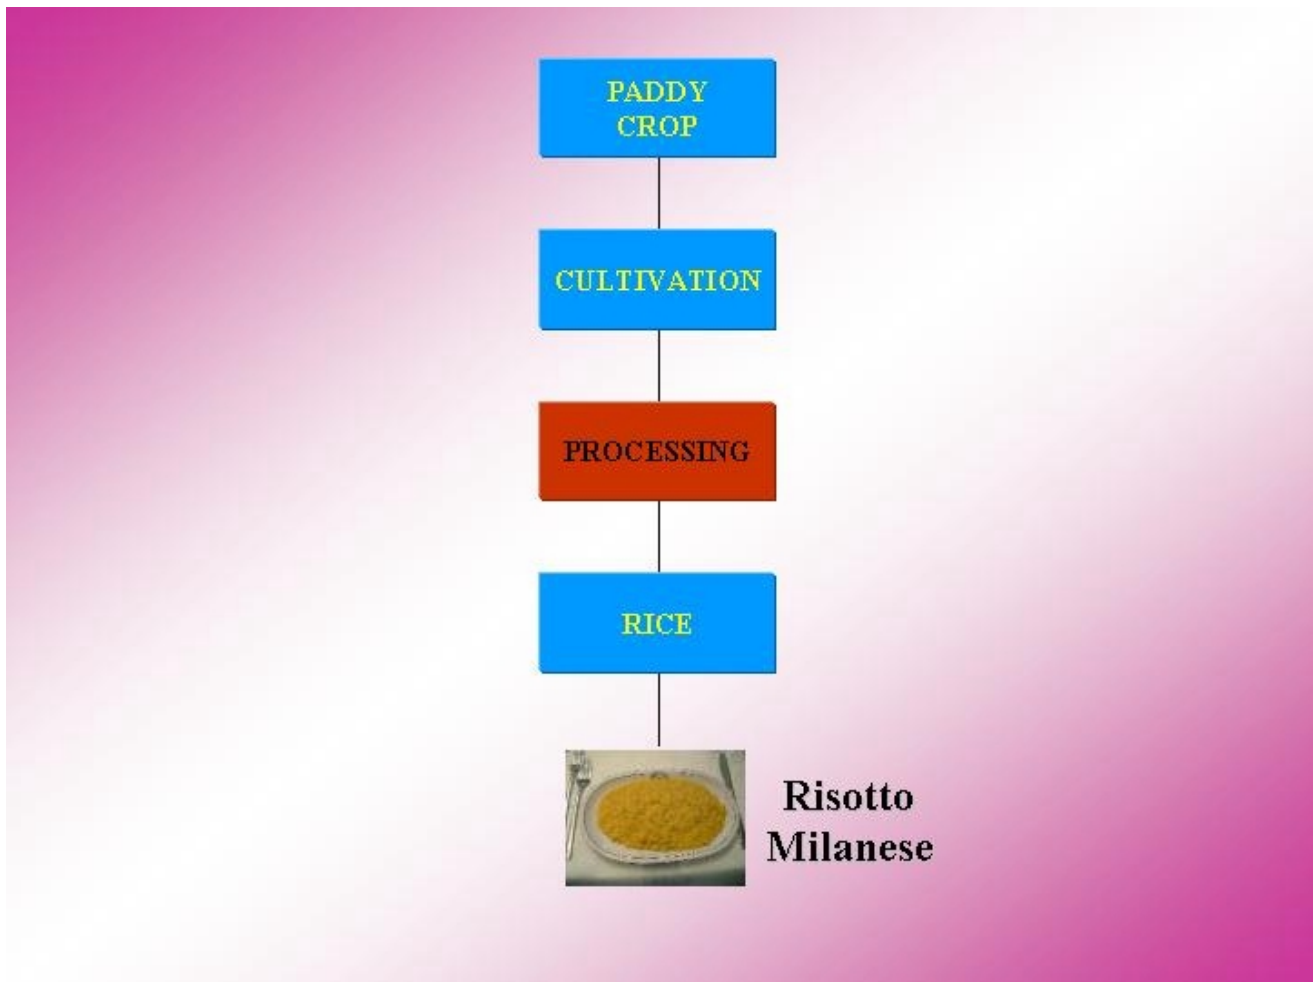 PADDY
CROP
CULTIVATION
PROCESSING
RICE
Risotto
Milanese